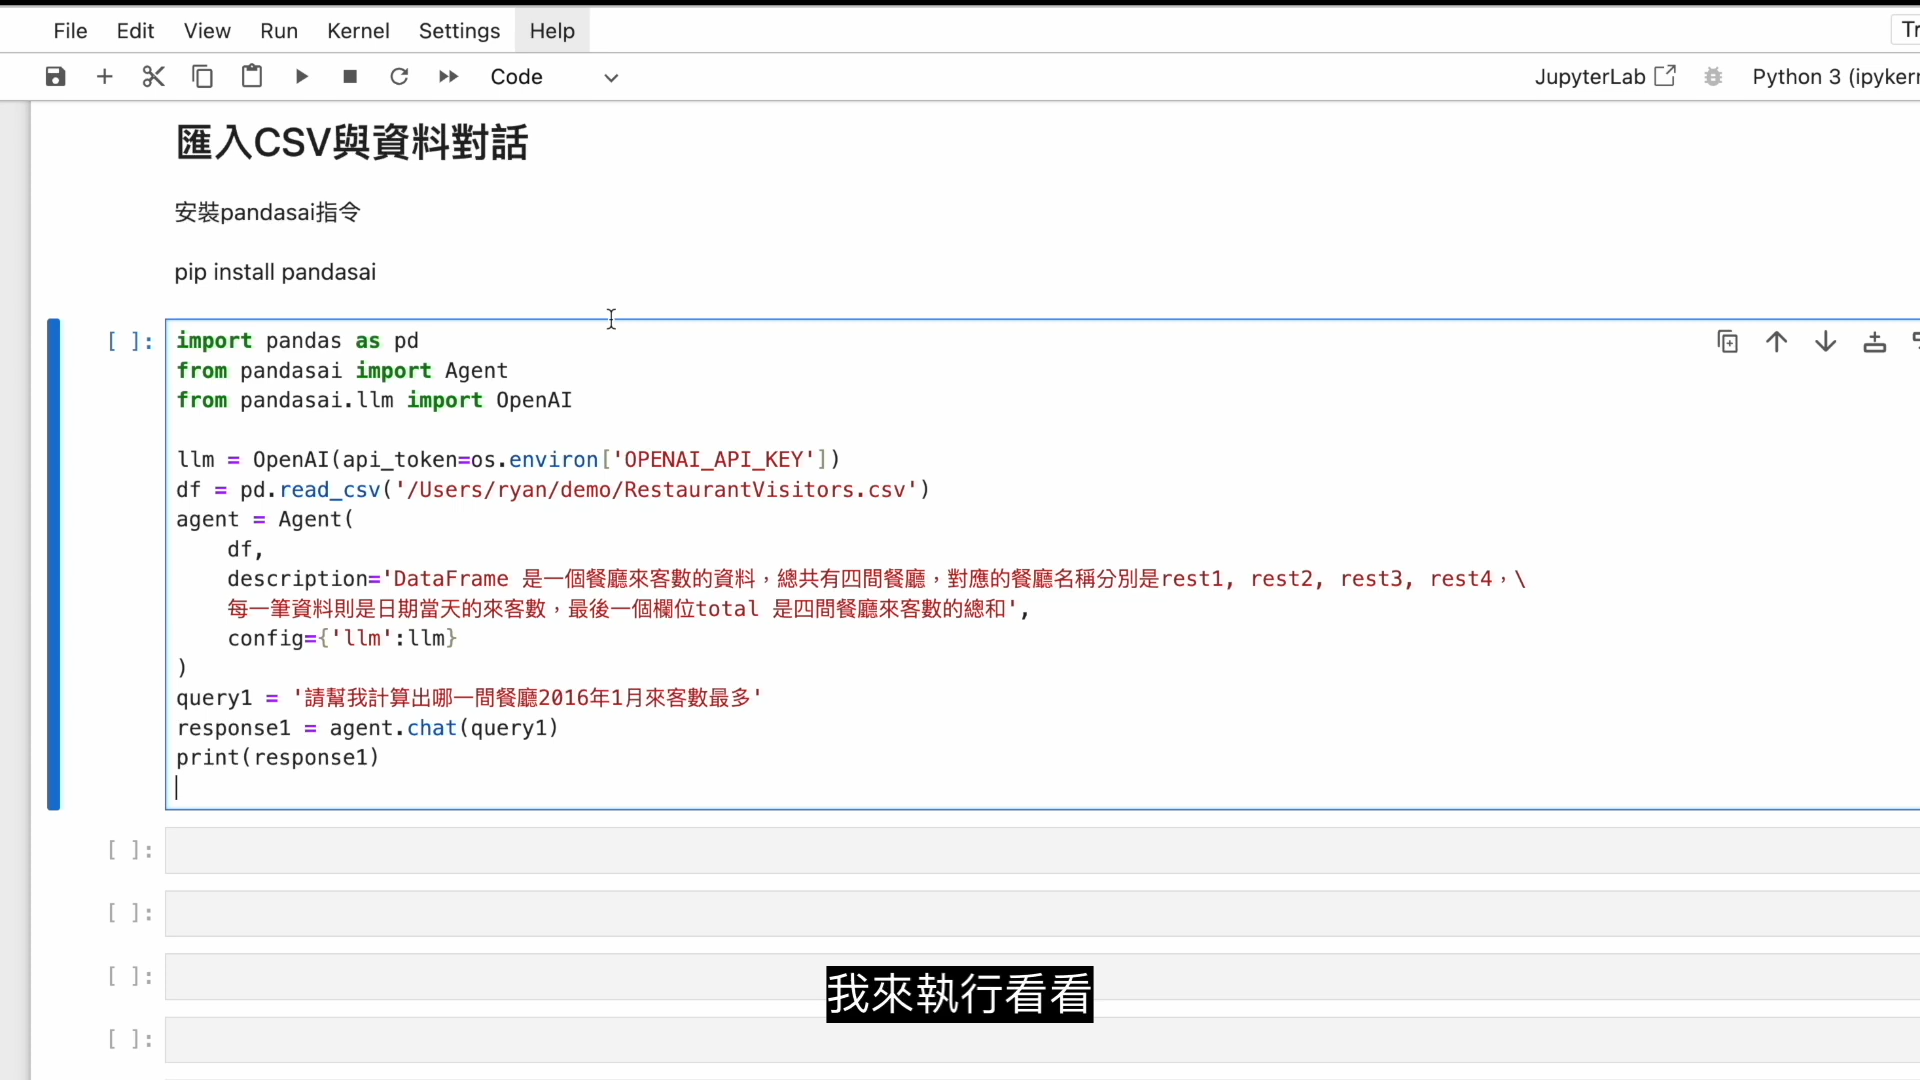 File Edit View Run Kernel Settings Help
Code JupyterLab Python 3
匯入CSV與資料對話
安裝pandasai指令
pip install pandasai
[ ]: import pandas as pd
from pandasai import Agent
from pandasai.llm import OpenAI
llm = OpenAI(api_token=os.environ['OPENAI_API_KEY'])
df = pd.read_csv('/Users/ryan/demo/RestaurantVisitors.csv')
agent = Agent(
df,
description='DataFrame 是一個餐廳來客數的資料，總共有四間餐廳，對應的餐廳名稱分別是rest1, rest2, rest3, rest4，\
每一筆資料則是日期當天的來客數，最後一個欄位total 是四間餐廳來客數的總和',
config={'llm':llm}
)
query1 = '請幫我計算出哪一間餐廳2016年1月來客數最多'
response1 = agent.chat(query1)
print(response1)
[ ]:
[ ]:
[ ]:
我來執行看看
[ ]: